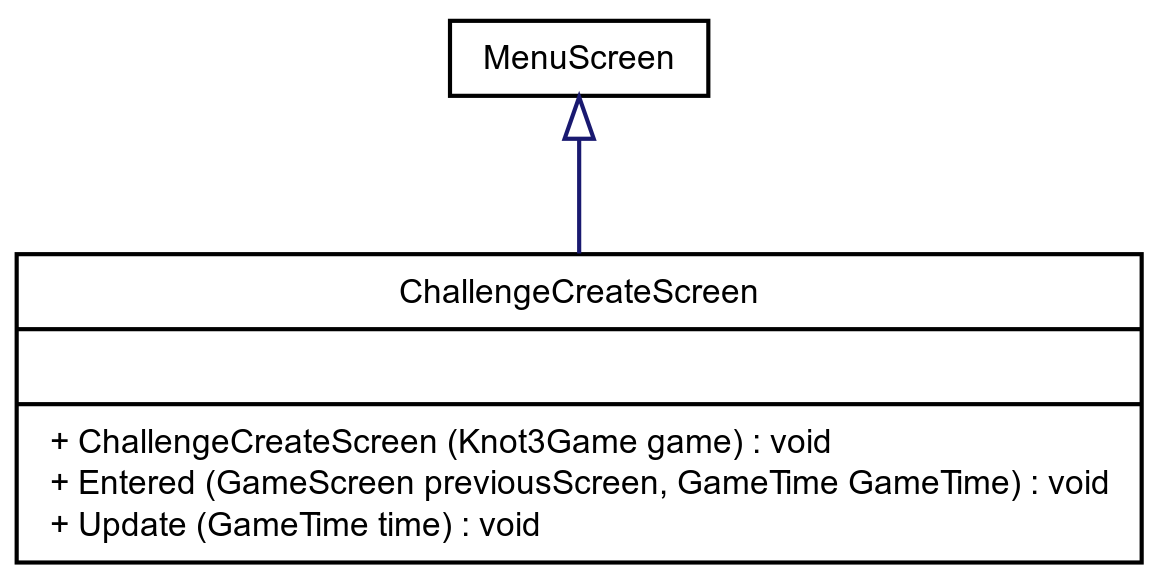 MenuScreen
ChallengeCreateScreen
+ ChallengeCreateScreen (Knot3Game game) : void
+ Entered (GameScreen previousScreen, GameTime GameTime) : void
+ Update (GameTime time) : void